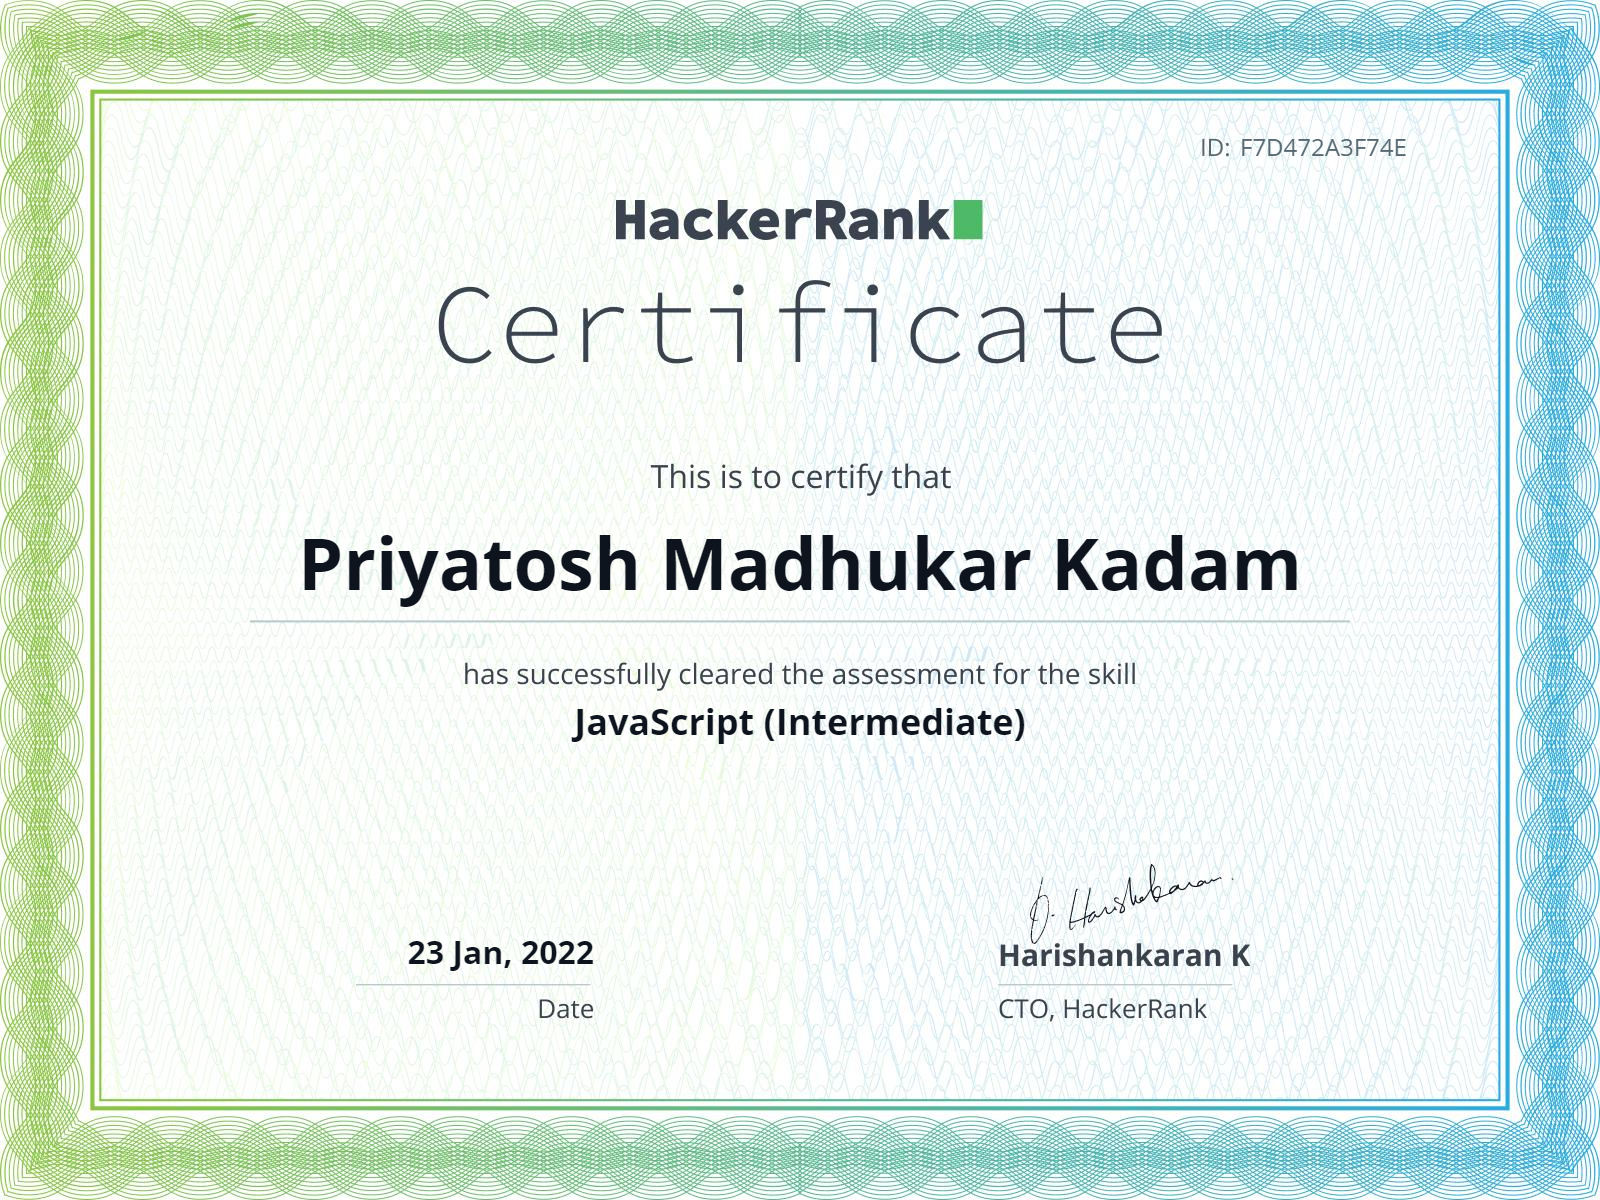 ID: F7D472A3F74E
HackerRank
Certificate
This is to certify that
Priyatosh Madhukar Kadam
has successfully cleared the assessment for the skill
JavaScript (Intermediate)
23 Jan, 2022
Date
Harishankaran K
CTO, HackerRank